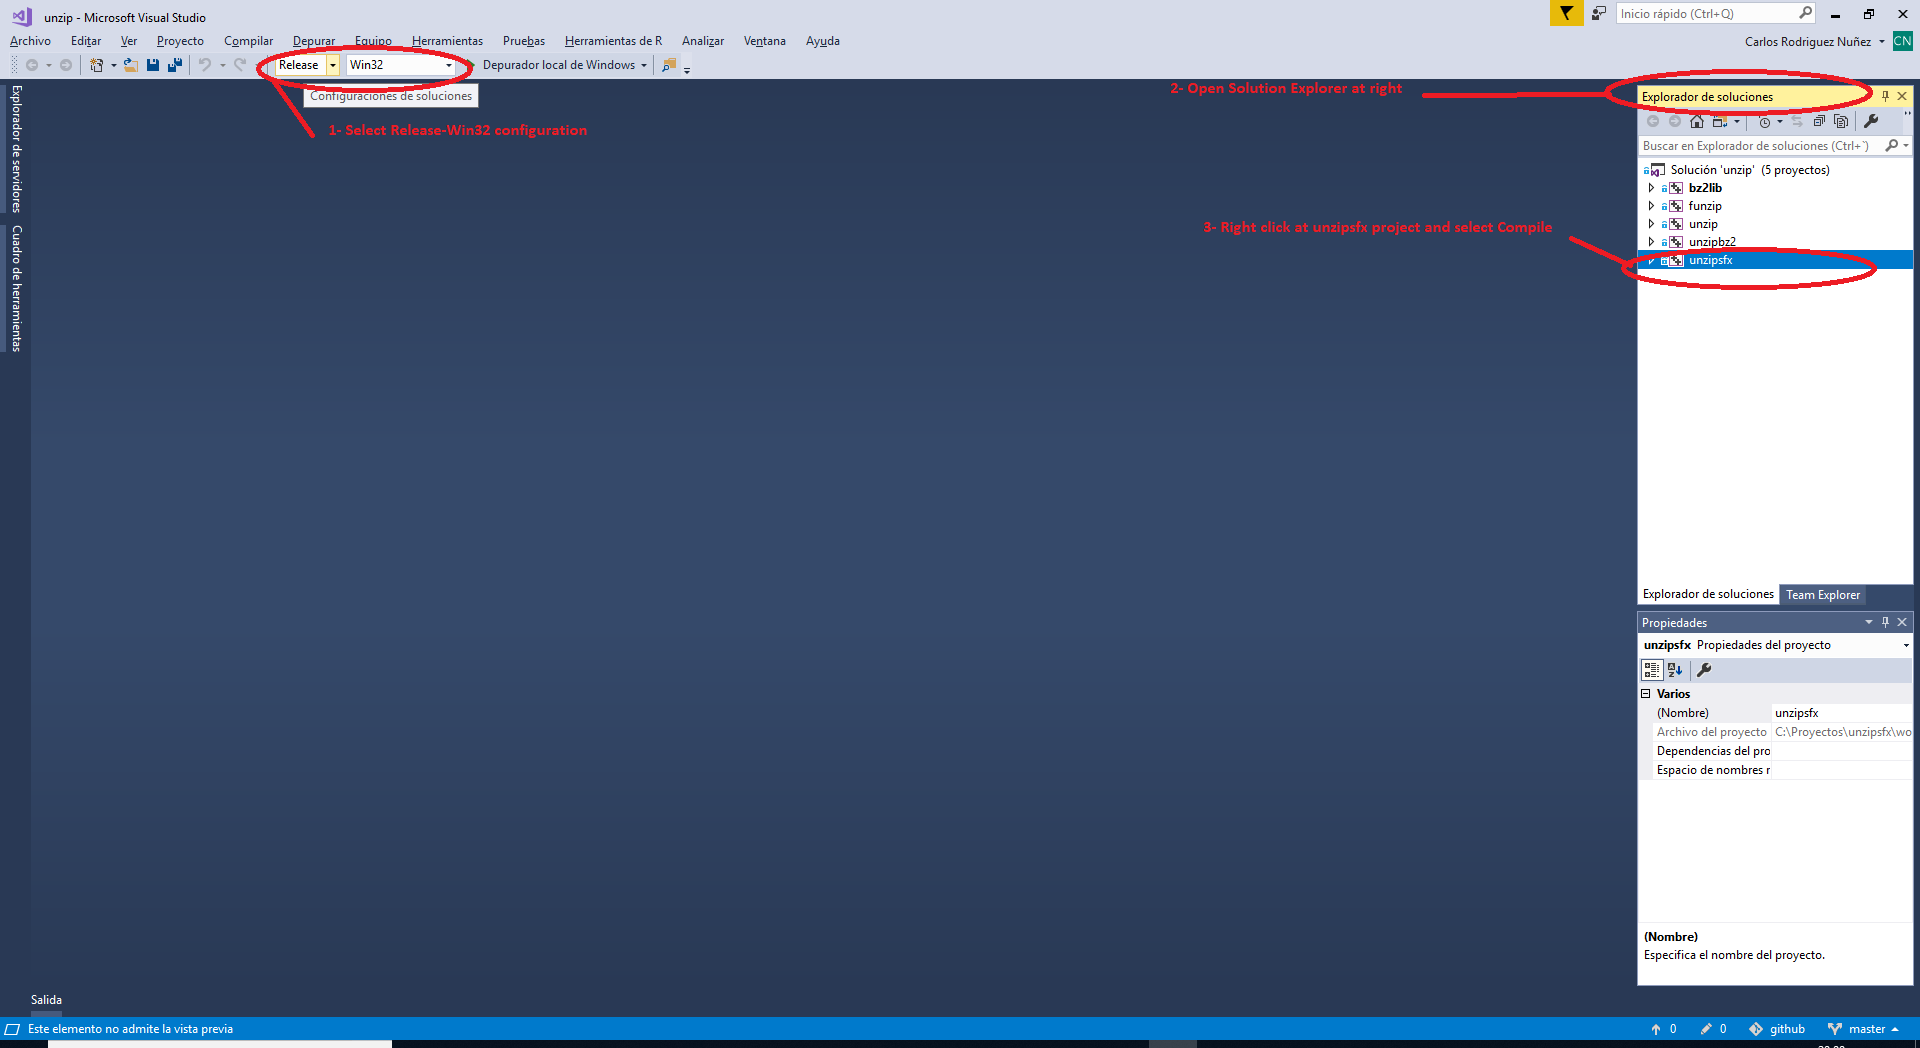 unzip - Microsoft Visual Studio
Inicio rápido (Ctrl+Q)
Archivo Editar Ver Proyecto Compilar Depurar Equipo Herramientas Pruebas Herramientas de R Analizar Ventana Ayuda
Carlos Rodriguez Nuñez CN
Release Win32 Depurador local de Windows
Configuraciones de soluciones
1- Select Release-Win32 configuration
2- Open Solution Explorer at right
3- Right click at unzipsfx project and select Compile
Explorador de servidores
Cuadro de herramientas
Explorador de soluciones
Buscar en Explorador de soluciones (Ctrl+`)
Solución 'unzip' (5 proyectos)
bz2lib
funzip
unzip
unzipbz2
unzipsfx
Explorador de soluciones Team Explorer
Propiedades
unzipsfx Propiedades del proyecto
Varios
(Nombre) unzipsfx
Archivo del proyecto C:\Proyectos\unzipsfx\wo
Dependencias del pro
Espacio de nombres r
(Nombre)
Especifica el nombre del proyecto.
Salida
Este elemento no admite la vista previa
0 0 github master